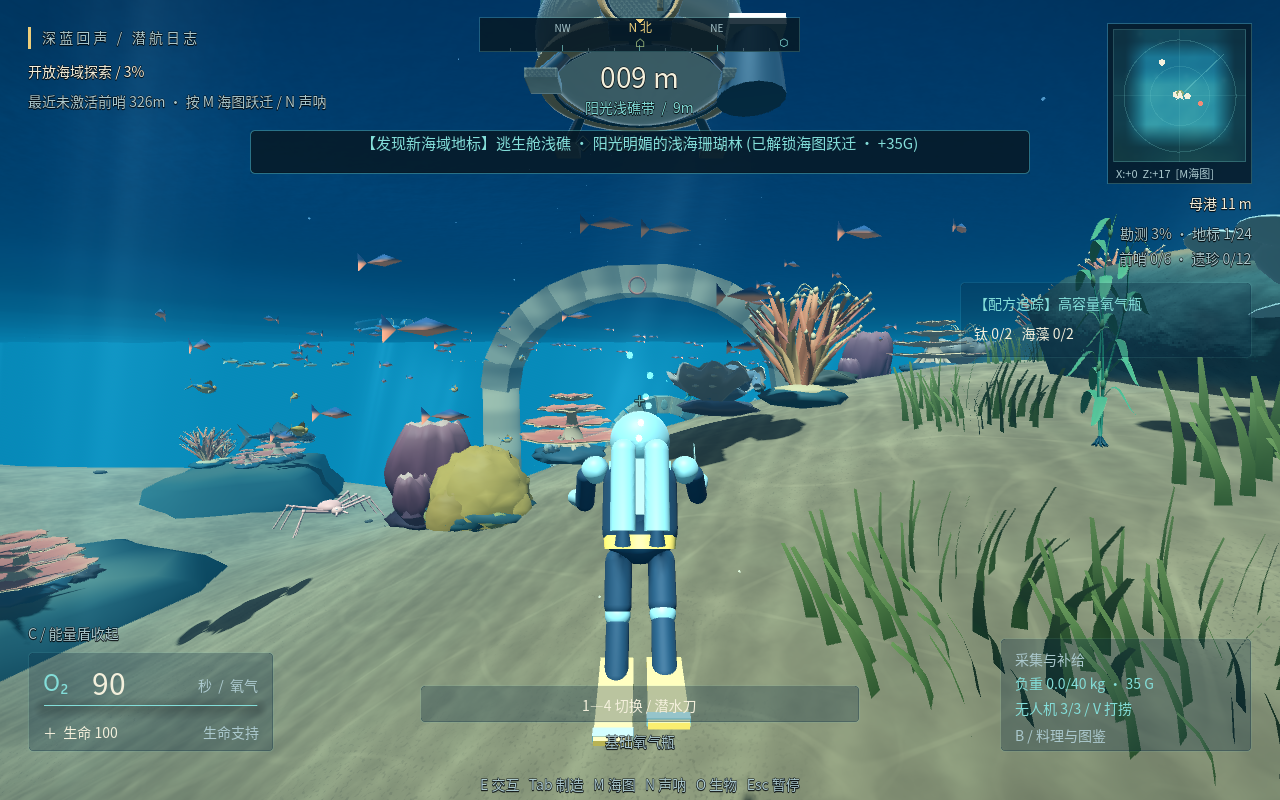 深蓝回声 / 潜航日志
开放海域探索 / 3%
最近未激活前哨 326m · 按 M 海图跃迁 / N 声呐
NW N 北 NE
009 m
阳光浅礁带 / 9m
【发现新海域地标】逃生舱浅礁 · 阳光明媚的浅海珊瑚林 (已解锁海图跃迁 · +35G)
X:+0 Z:+17 [M海图]
母港 11 m
勘测 3% · 地标 1/24
前哨 0/6 · 遗珍 0/12
【配方追踪】高容量氧气瓶
钛 0/2 海藻 0/2
C / 能量盾收起
O₂ 90 秒 / 氧气
+ 生命 100 生命支持
1—4 切换 / 潜水刀
基础氧气瓶
采集与补给
负重 0.0/40 kg · 35 G
无人机 3/3 / V 打捞
B / 料理与图鉴
E 交互 Tab 制造 M 海图 N 声呐 O 生物 Esc 暂停